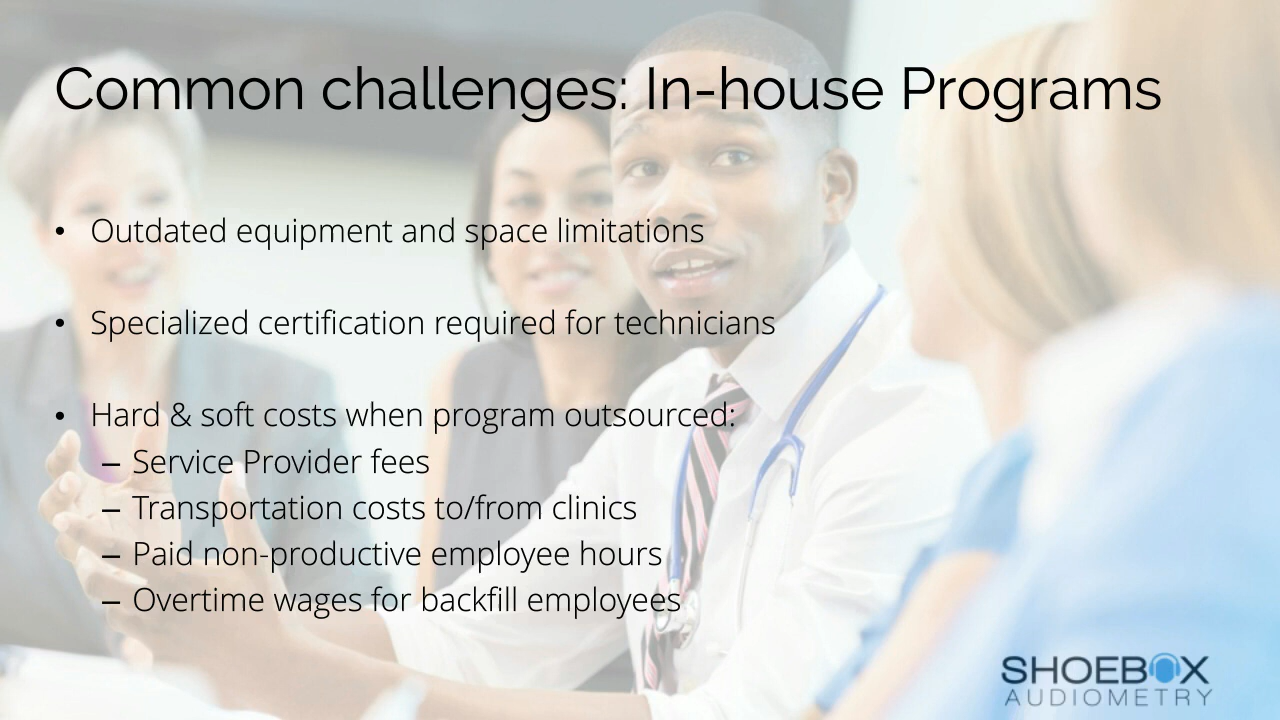 Common challenges: In-house Programs
• Outdated equipment and space limitations
• Specialized certification required for technicians
• Hard & soft costs when program outsourced:
– Service Provider fees
– Transportation costs to/from clinics
– Paid non-productive employee hours
– Overtime wages for backfill employees
SHOEBOX
AUDIOMETRY